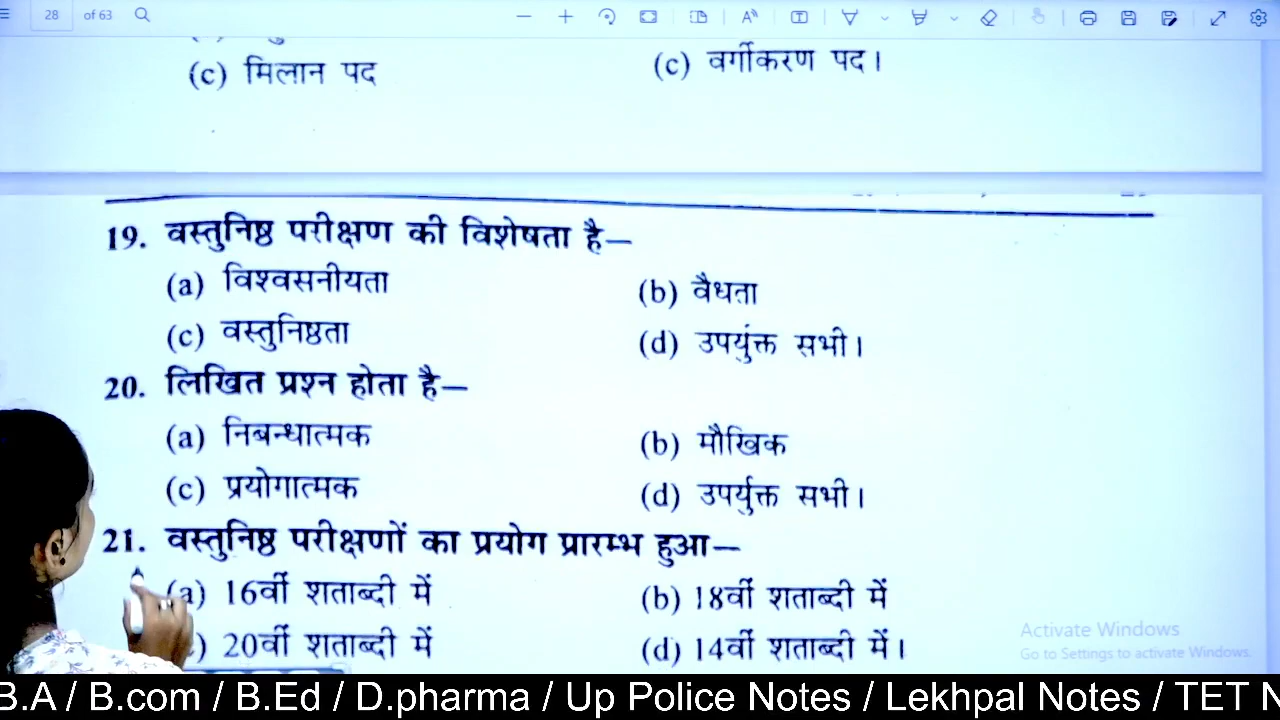 28 of 63
(c) मिलान पद (c) वर्गीकरण पद।
19. वस्तुनिष्ठ परीक्षण की विशेषता है—
(a) विश्वसनीयता (b) वैधता
(c) वस्तुनिष्ठता (d) उपर्युक्त सभी।
20. लिखित प्रश्न होता है—
(a) निबन्धात्मक (b) मौखिक
(c) प्रयोगात्मक (d) उपर्युक्त सभी।
21. वस्तुनिष्ठ परीक्षणों का प्रयोग प्रारम्भ हुआ—
(a) 16वीं शताब्दी में (b) 18वीं शताब्दी में
) 20वीं शताब्दी में (d) 14वीं शताब्दी में।
Activate Windows
Go to Settings to activate Windows.
B.A / B.com / B.Ed / D.pharma / Up Police Notes / Lekhpal Notes / TET N